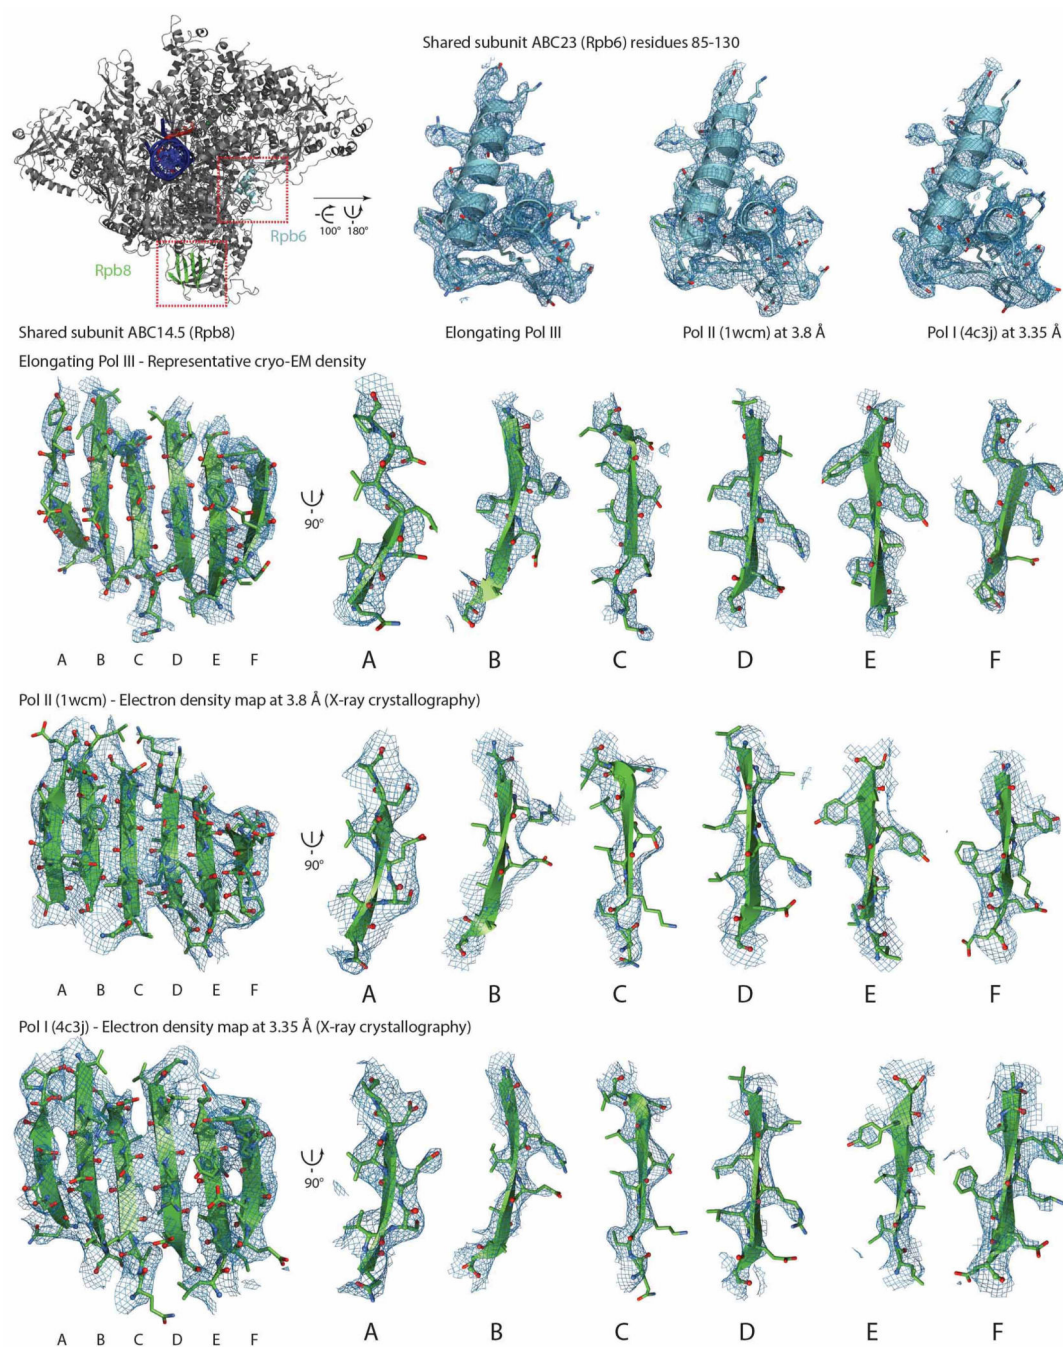 Shared subunit ABC23 (Rpb6) residues 85-130
Rpb6
100° 180°
Rpb8
Shared subunit ABC14.5 (Rpb8)
Elongating Pol III Pol II (1wcm) at 3.8 Å Pol I (4c3j) at 3.35 Å
Elongating Pol III - Representative cryo-EM density
90°
A B C D E F A B C D E F
Pol II (1wcm) - Electron density map at 3.8 Å (X-ray crystallography)
90°
A B C D E F A B C D E F
Pol I (4c3j) - Electron density map at 3.35 Å (X-ray crystallography)
90°
A B C D E F A B C D E F